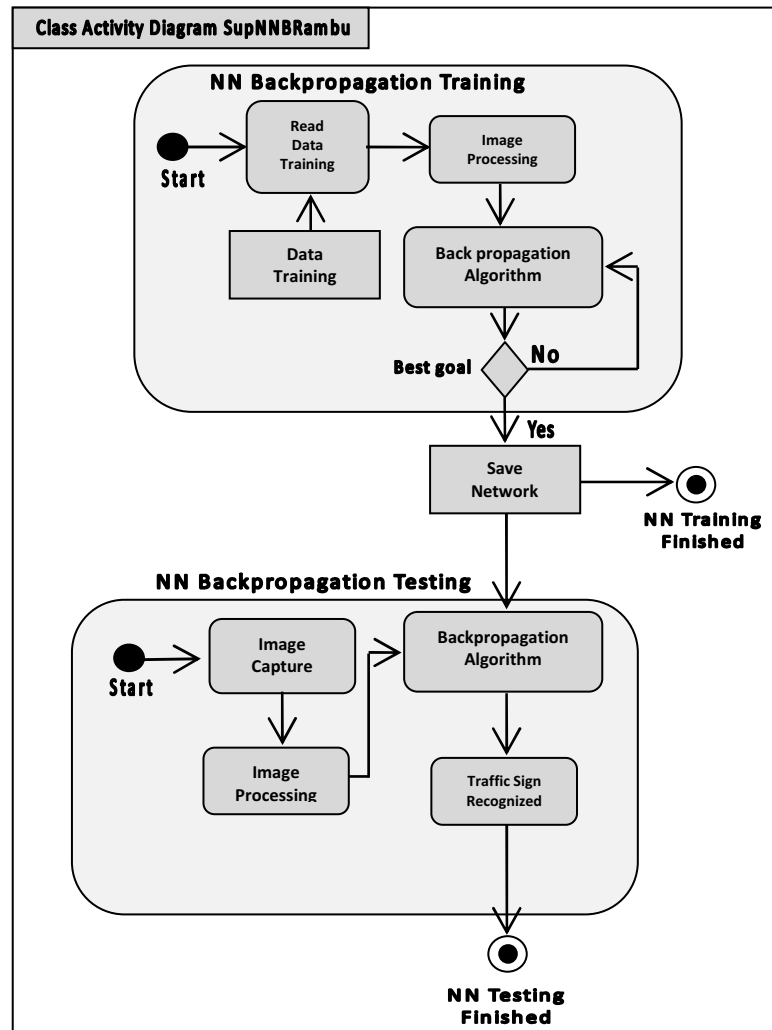 Class Activity Diagram SupNNBRambu
NN Backpropagation Training
Read
Data
Training
Image
Processing
Start
Data
Training
Back propagation
Algorithm
Best goal
No
Yes
Save
Network
NN Training
Finished
NN Backpropagation Testing
Image
Capture
Backpropagation
Algorithm
Start
Image
Processing
Traffic Sign
Recognized
NN Testing
Finished